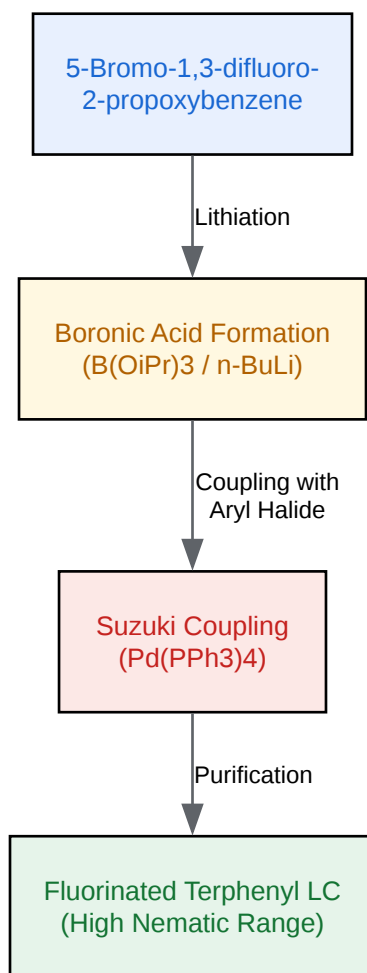 5-Bromo-1,3-difluoro-
2-propoxybenzene
Lithiation
Boronic Acid Formation
(B(OiPr)3 / n-BuLi)
Coupling with
Aryl Halide
Suzuki Coupling
(Pd(PPh3)4)
Purification
Fluorinated Terphenyl LC
(High Nematic Range)